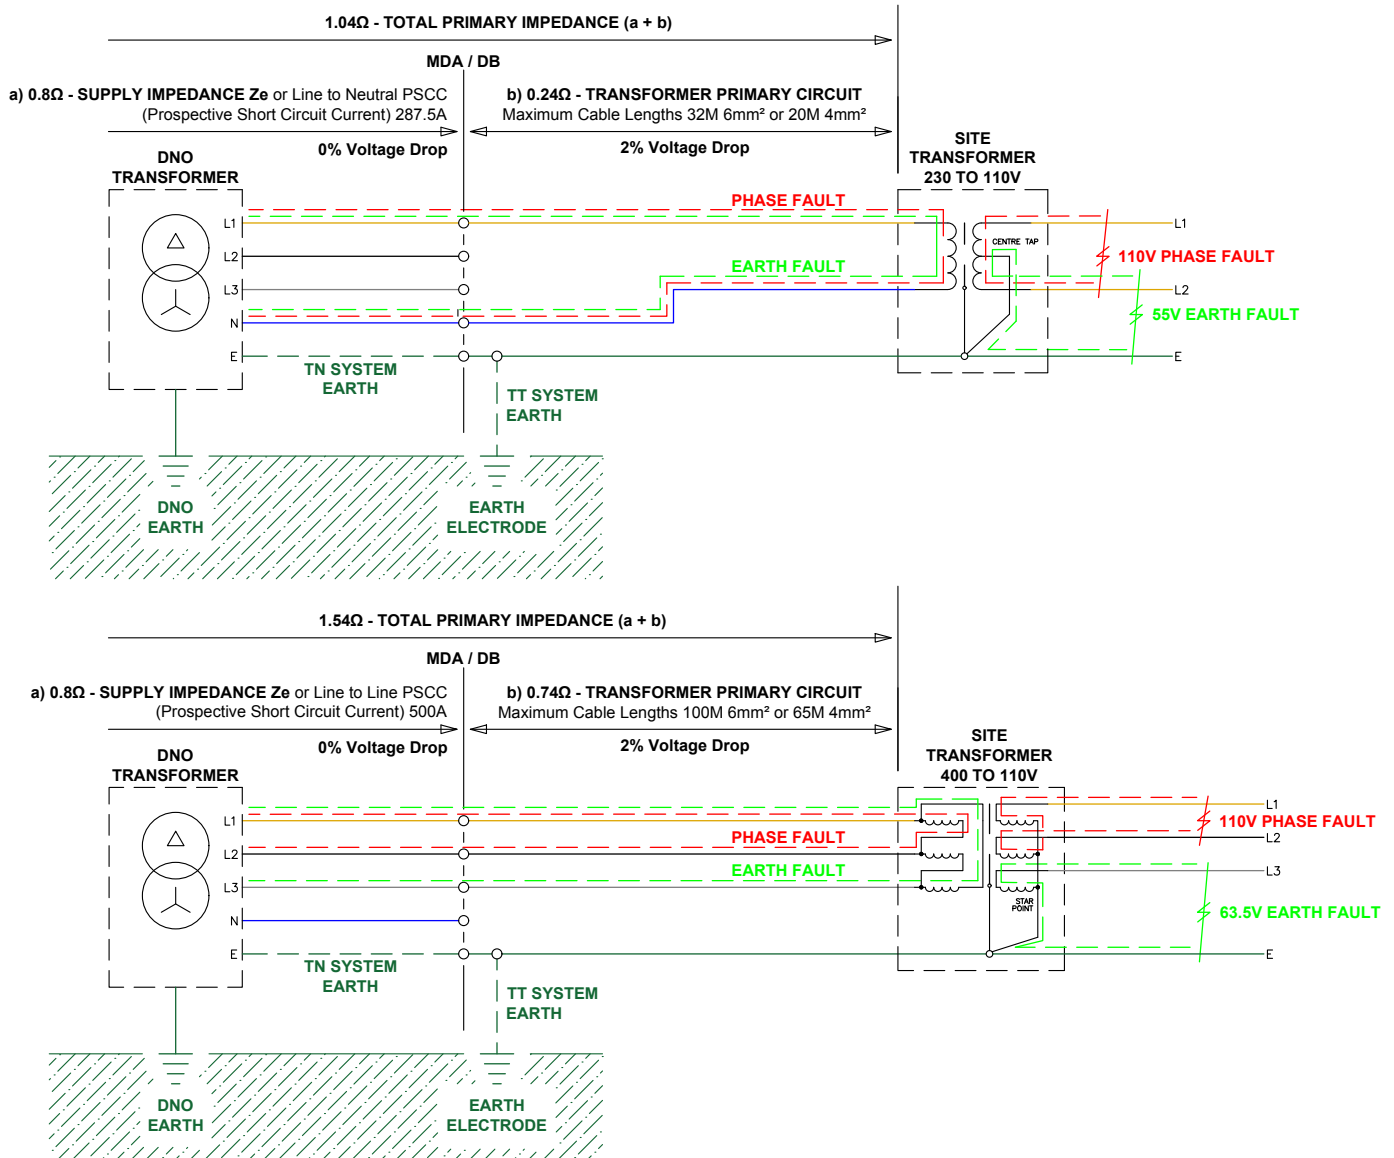 1.04Ω - TOTAL PRIMARY IMPEDANCE (a + b)
MDA / DB
a) 0.8Ω - SUPPLY IMPEDANCE Ze or Line to Neutral PSCC
(Prospective Short Circuit Current) 287.5A
b) 0.24Ω - TRANSFORMER PRIMARY CIRCUIT
Maximum Cable Lengths 32M 6mm² or 20M 4mm²
0% Voltage Drop
2% Voltage Drop
DNO
TRANSFORMER
SITE
TRANSFORMER
230 TO 110V
PHASE FAULT
L1
L1
CENTRE TAP
L2
110V PHASE FAULT
EARTH FAULT
L3
L2
55V EARTH FAULT
N
E
E
TN SYSTEM
EARTH
TT SYSTEM
EARTH
DNO
EARTH
EARTH
ELECTRODE
1.54Ω - TOTAL PRIMARY IMPEDANCE (a + b)
MDA / DB
a) 0.8Ω - SUPPLY IMPEDANCE Ze or Line to Line PSCC
(Prospective Short Circuit Current) 500A
b) 0.74Ω - TRANSFORMER PRIMARY CIRCUIT
Maximum Cable Lengths 100M 6mm² or 65M 4mm²
0% Voltage Drop
2% Voltage Drop
DNO
TRANSFORMER
SITE
TRANSFORMER
400 TO 110V
L1
L1
110V PHASE FAULT
PHASE FAULT
L2
L2
EARTH FAULT
L3
L3
STAR
POINT
63.5V EARTH FAULT
N
E
E
TN SYSTEM
EARTH
TT SYSTEM
EARTH
DNO
EARTH
EARTH
ELECTRODE